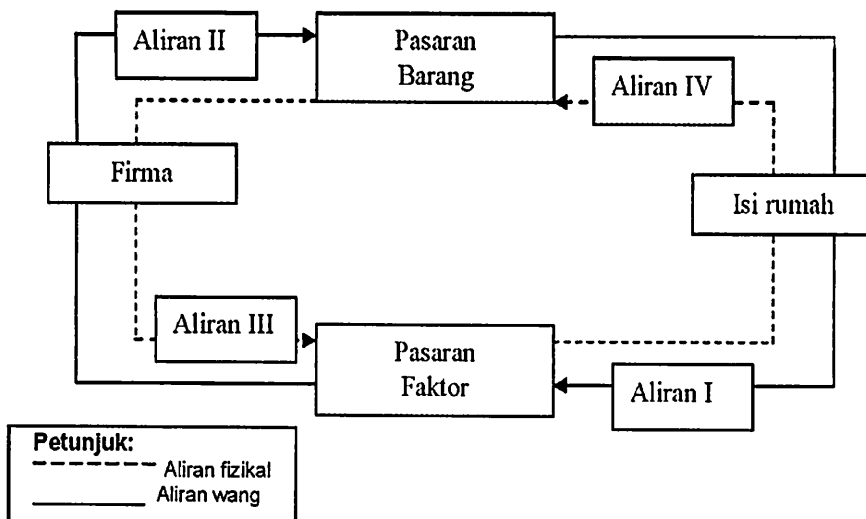 Aliran II
Pasaran
Barang
Aliran IV
Firma
Isi rumah
Aliran III
Pasaran
Faktor
Aliran I
Petunjuk:
Aliran fizikal
Aliran wang